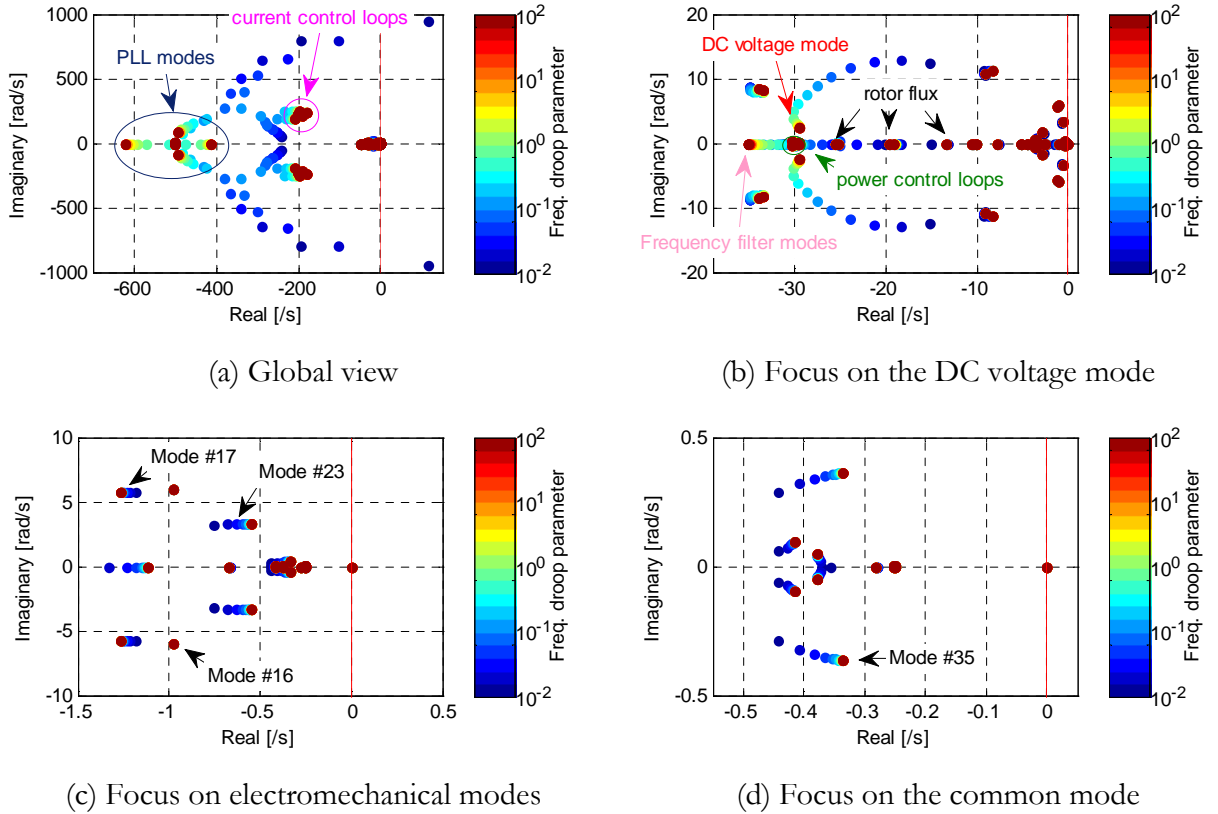 current control loops
PLL modes
1000
500
0
-500
-1000
-600
-400
-200
0
Imaginary [rad/s]
Real [/s]
10^2
10^1
10^0
10^-1
10^-2
Freq. droop parameter
(a) Global view
DC voltage mode
rotor flux
power control loops
Frequency filter modes
20
10
0
-10
-20
-30
-20
-10
0
Imaginary [rad/s]
Real [/s]
10^2
10^1
10^0
10^-1
10^-2
Freq. droop parameter
(b) Focus on the DC voltage mode
Mode #17
Mode #23
Mode #16
10
5
0
-5
-10
-1.5
-1
-0.5
0
0.5
Imaginary [rad/s]
Real [/s]
10^2
10^1
10^0
10^-1
10^-2
Freq. droop parameter
(c) Focus on electromechanical modes
Mode #35
0.5
0
-0.5
-0.5
-0.4
-0.3
-0.2
-0.1
0
Imaginary [rad/s]
Real [/s]
10^2
10^1
10^0
10^-1
10^-2
Freq. droop parameter
(d) Focus on the common mode